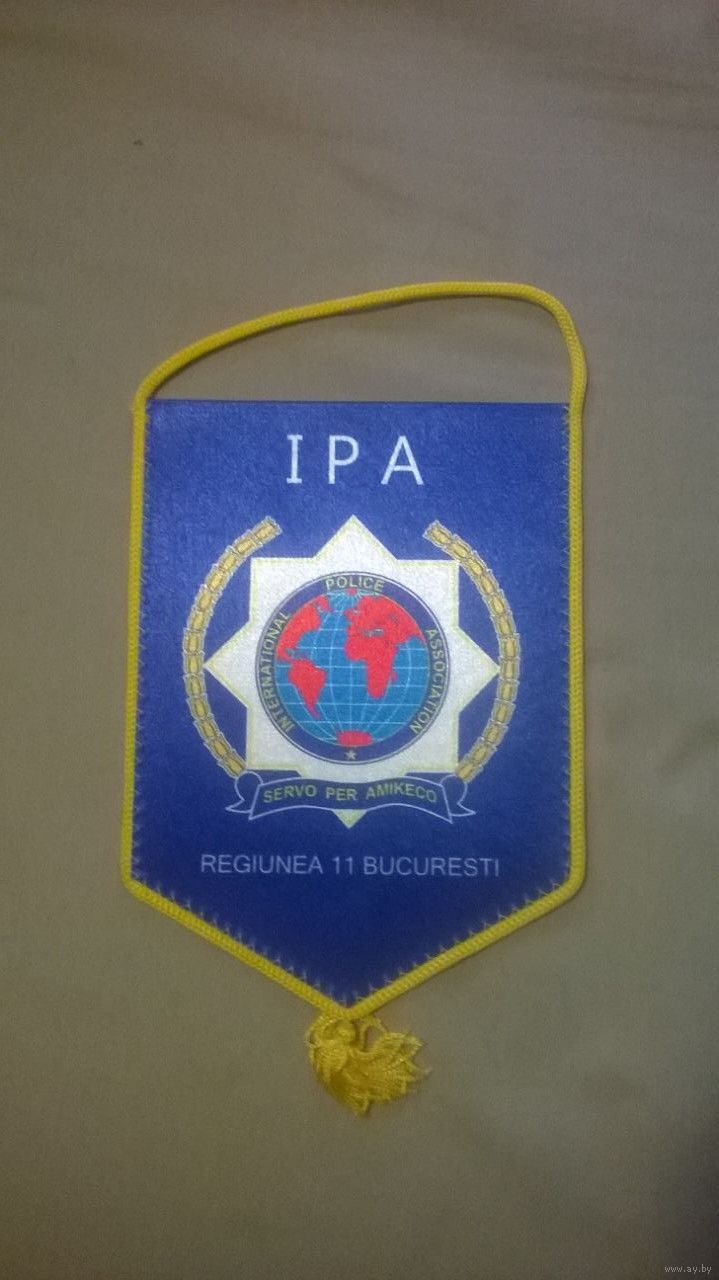 IPA
INTERNATIONAL POLICE ASSOCIATION
SERVO PER AMIKECO
REGIUNEA 11 BUCURESTI
www.ay.by